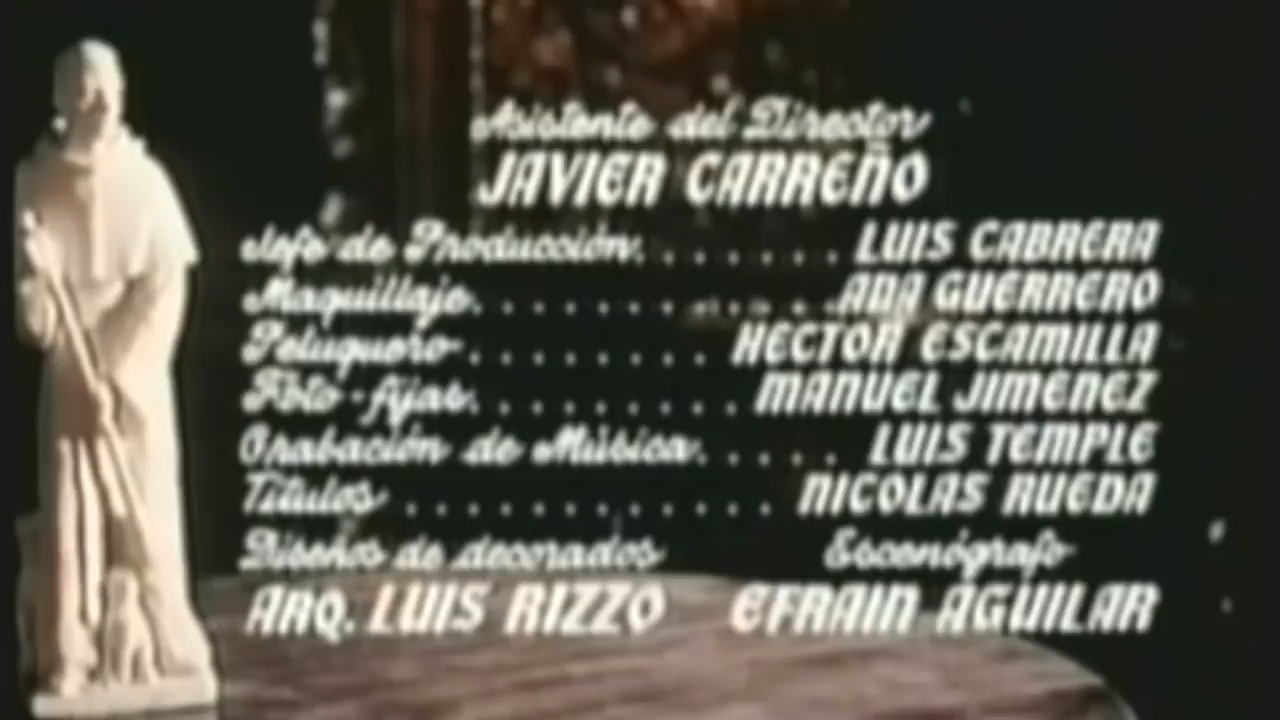 Asistente del Director
JAVIER CARREÑO
Jefe de Producción. . . . . . . LUIS CABRERA
Maquillaje. . . . . . . . . . . . ADA GUERRERO
Peluquero . . . . . . . . HECTOR ESCAMILLA
Foto-fijas. . . . . . . . . MANUEL JIMENEZ
Grabación de Música. . . . . LUIS TEMPLE
Títulos . . . . . . . . . . . . . NICOLAS RUEDA
Diseños de decorados Escenógrafo
ARQ. LUIS RIZZO EFRAIN AGUILAR